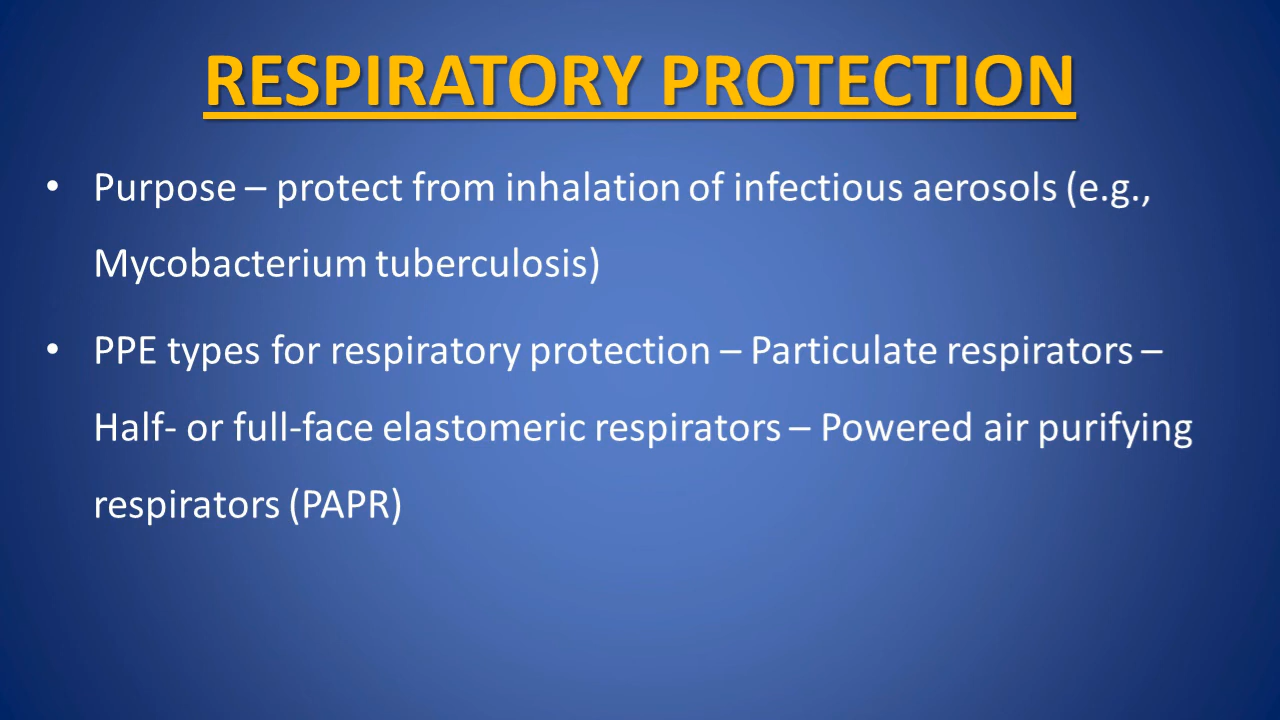 RESPIRATORY PROTECTION
• Purpose – protect from inhalation of infectious aerosols (e.g.,
Mycobacterium tuberculosis)
• PPE types for respiratory protection – Particulate respirators –
Half- or full-face elastomeric respirators – Powered air purifying
respirators (PAPR)